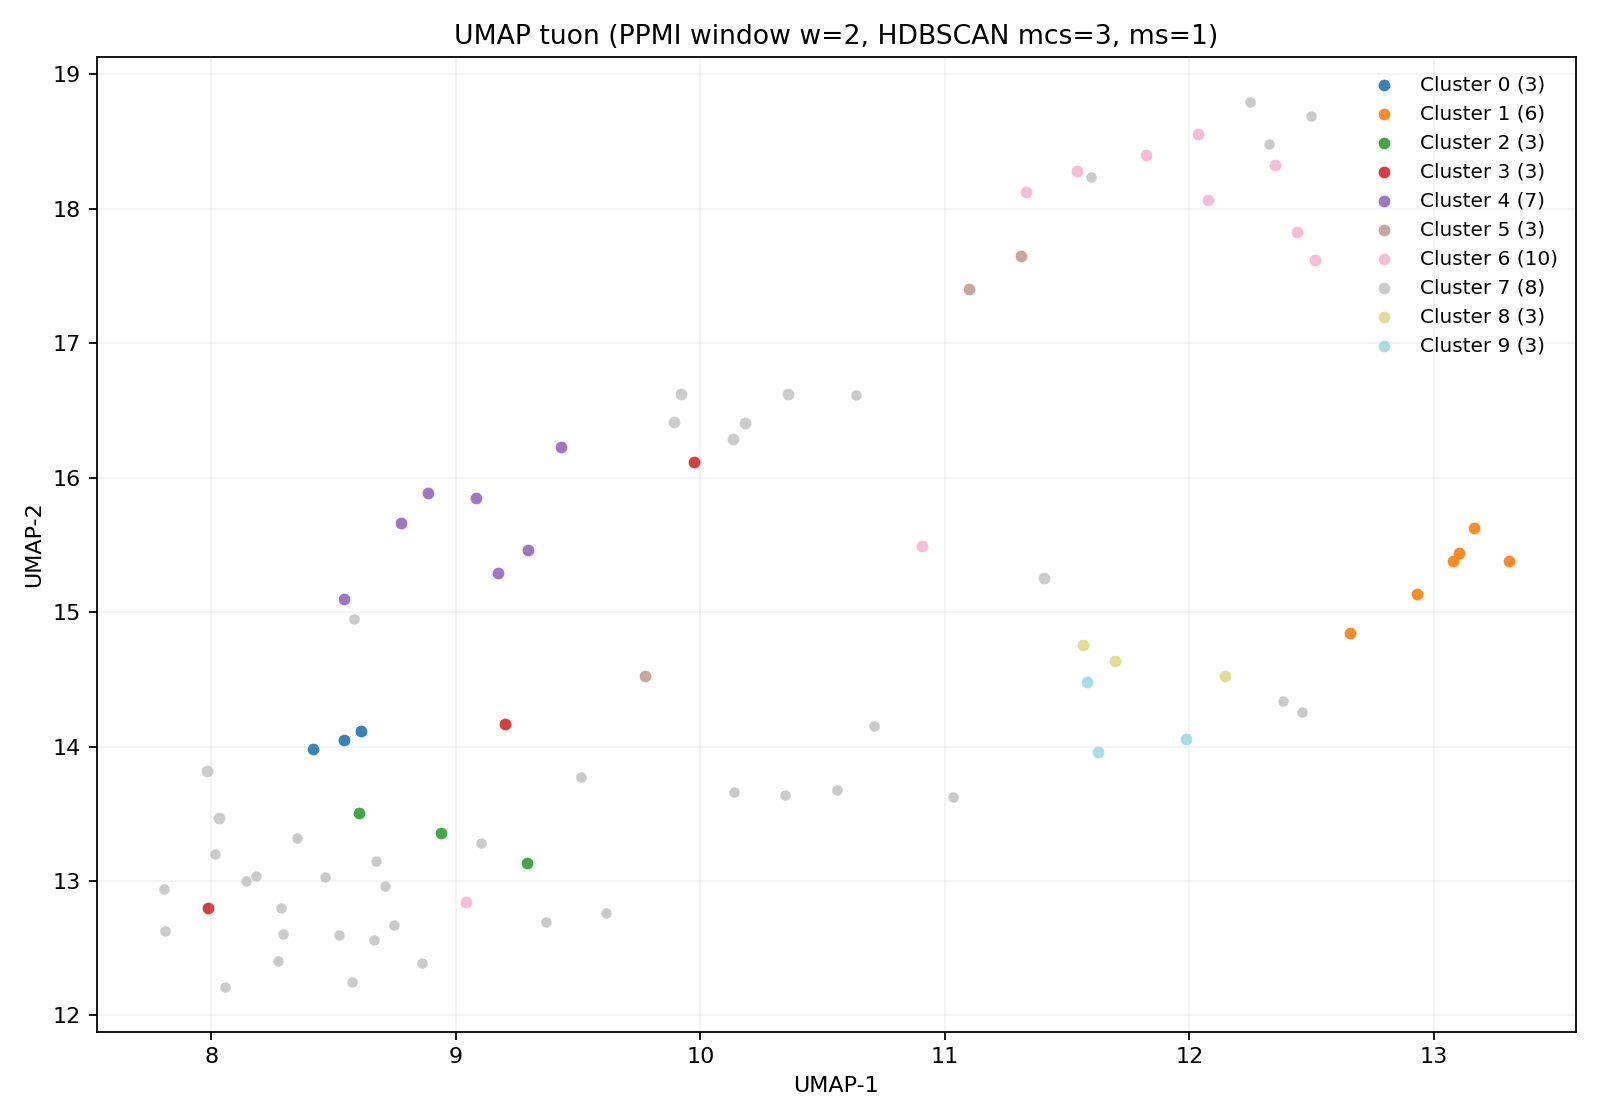 UMAP tuon (PPMI window w=2, HDBSCAN mcs=3, ms=1)
Cluster 0 (3)
Cluster 1 (6)
Cluster 2 (3)
Cluster 3 (3)
Cluster 4 (7)
Cluster 5 (3)
Cluster 6 (10)
Cluster 7 (8)
Cluster 8 (3)
Cluster 9 (3)
19
18
17
16
15
14
13
12
UMAP-2
8 9 10 11 12 13
UMAP-1